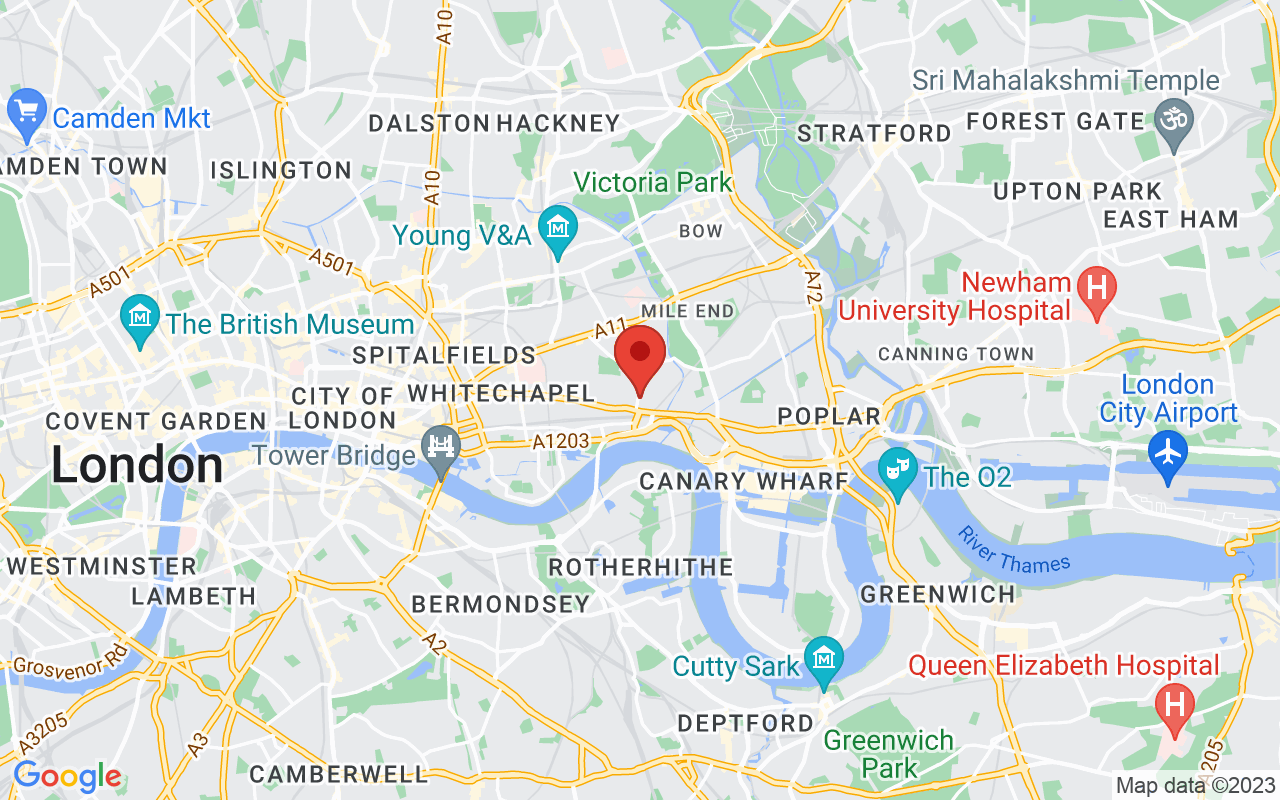 A10
Sri Mahalakshmi Temple
Camden Mkt
DALSTON
HACKNEY
STRATFORD
FOREST GATE
AMDEN TOWN
ISLINGTON
A10
Victoria Park
UPTON PARK
EAST HAM
Young V&A
BOW
A501
A501
A12
Newham
University Hospital
The British Museum
A11
MILE END
SPITALFIELDS
CANNING TOWN
CITY OF
LONDON
WHITECHAPEL
London
City Airport
COVENT GARDEN
POPLAR
London
Tower Bridge
A1203
CANARY WHARF
The O2
River Thames
WESTMINSTER
ROTHERHITHE
LAMBETH
BERMONDSEY
GREENWICH
A2
Grosvenor Rd
Cutty Sark
Queen Elizabeth Hospital
A3205
A3
DEPTFORD
Greenwich
Park
A205
CAMBERWELL
Google
Map data ©2023